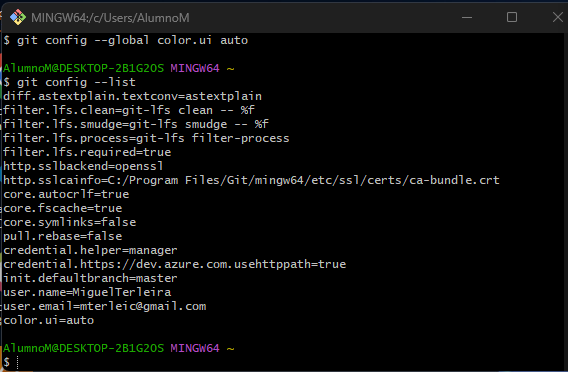 MINGW64:/c/Users/AlumnoM
$ git config --global color.ui auto
AlumnoM@DESKTOP-2B1G2OS MINGW64 ~
$ git config --list
diff.astextplain.textconv=astextplain
filter.lfs.clean=git-lfs clean -- %f
filter.lfs.smudge=git-lfs smudge -- %f
filter.lfs.process=git-lfs filter-process
filter.lfs.required=true
http.sslbackend=openssl
http.sslcainfo=C:/Program Files/Git/mingw64/etc/ssl/certs/ca-bundle.crt
core.autocrlf=true
core.fscache=true
core.symlinks=false
pull.rebase=false
credential.helper=manager
credential.https://dev.azure.com.usehttppath=true
init.defaultbranch=master
user.name=MiguelTerleira
user.email=mterleic@gmail.com
color.ui=auto
AlumnoM@DESKTOP-2B1G2OS MINGW64 ~
$